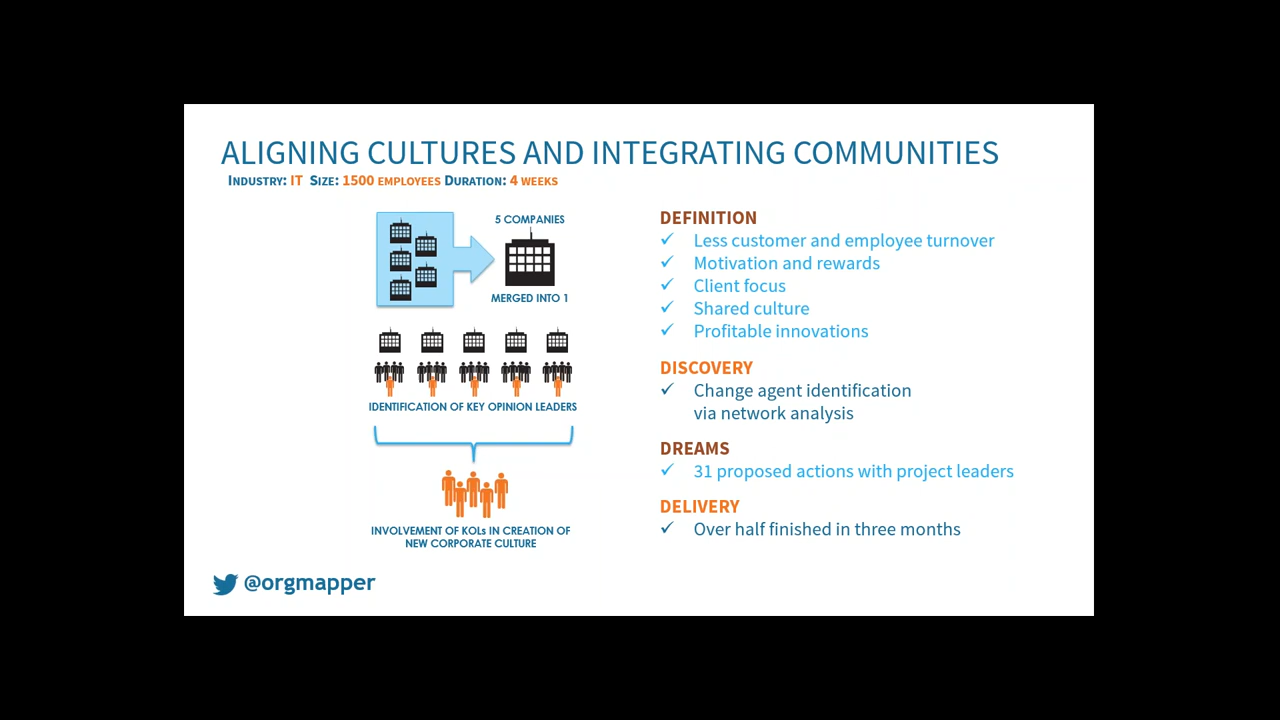 ALIGNING CULTURES AND INTEGRATING COMMUNITIES
INDUSTRY: IT SIZE: 1500 EMPLOYEES DURATION: 4 WEEKS
5 COMPANIES
MERGED INTO 1
IDENTIFICATION OF KEY OPINION LEADERS
INVOLVEMENT OF KOLs IN CREATION OF
NEW CORPORATE CULTURE
DEFINITION
✓ Less customer and employee turnover
✓ Motivation and rewards
✓ Client focus
✓ Shared culture
✓ Profitable innovations
DISCOVERY
✓ Change agent identification
via network analysis
DREAMS
✓ 31 proposed actions with project leaders
DELIVERY
✓ Over half finished in three months
@orgmapper